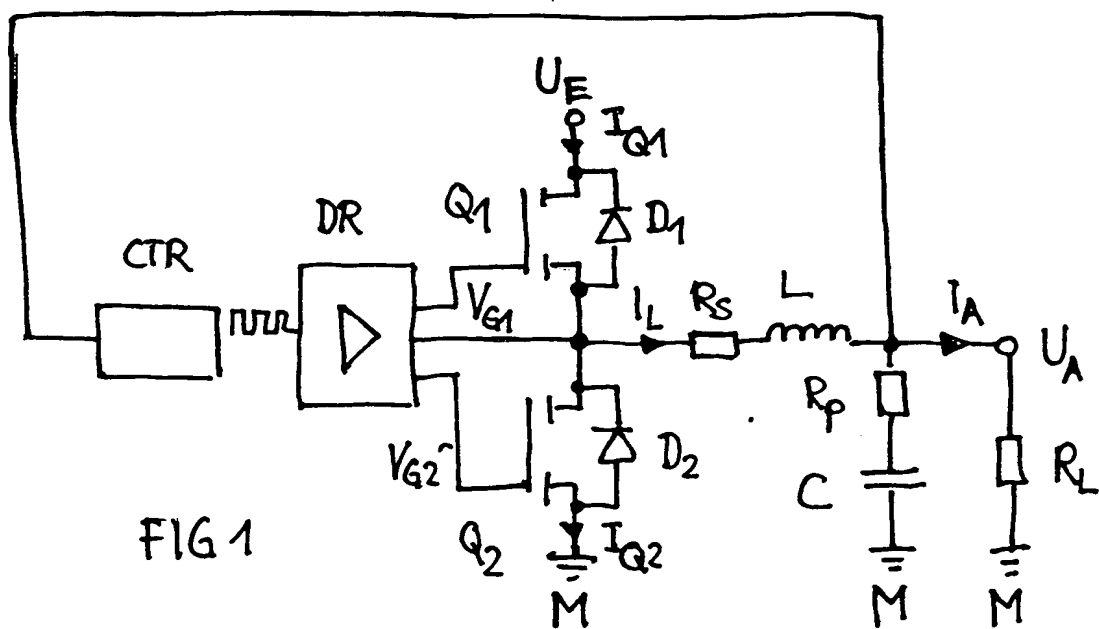 U_E
I_Q1
Q1
D1
DR
CTR
V_G1
I_L
R_S
L
I_A
U_A
R_P
V_G2
D2
C
R_L
FIG 1
Q2
I_Q2
M
M
M